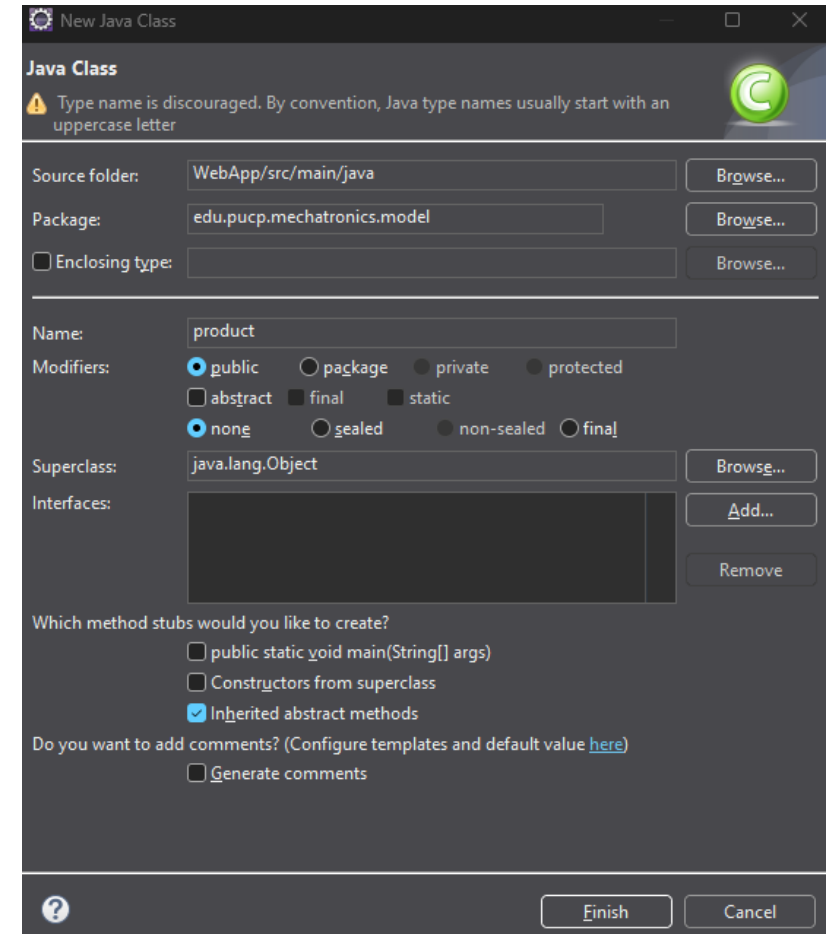 New Java Class
Java Class
Type name is discouraged. By convention, Java type names usually start with an
uppercase letter
C
Source folder: WebApp/src/main/java Browse...
Package: edu.pucp.mechatronics.model Browse...
Enclosing type: Browse...
Name: product
Modifiers: public package private protected
abstract final static
none sealed non-sealed final
Superclass: java.lang.Object Browse...
Interfaces: Add...
Remove
Which method stubs would you like to create?
public static void main(String[] args)
Constructors from superclass
Inherited abstract methods
Do you want to add comments? (Configure templates and default value here)
Generate comments
? Finish Cancel